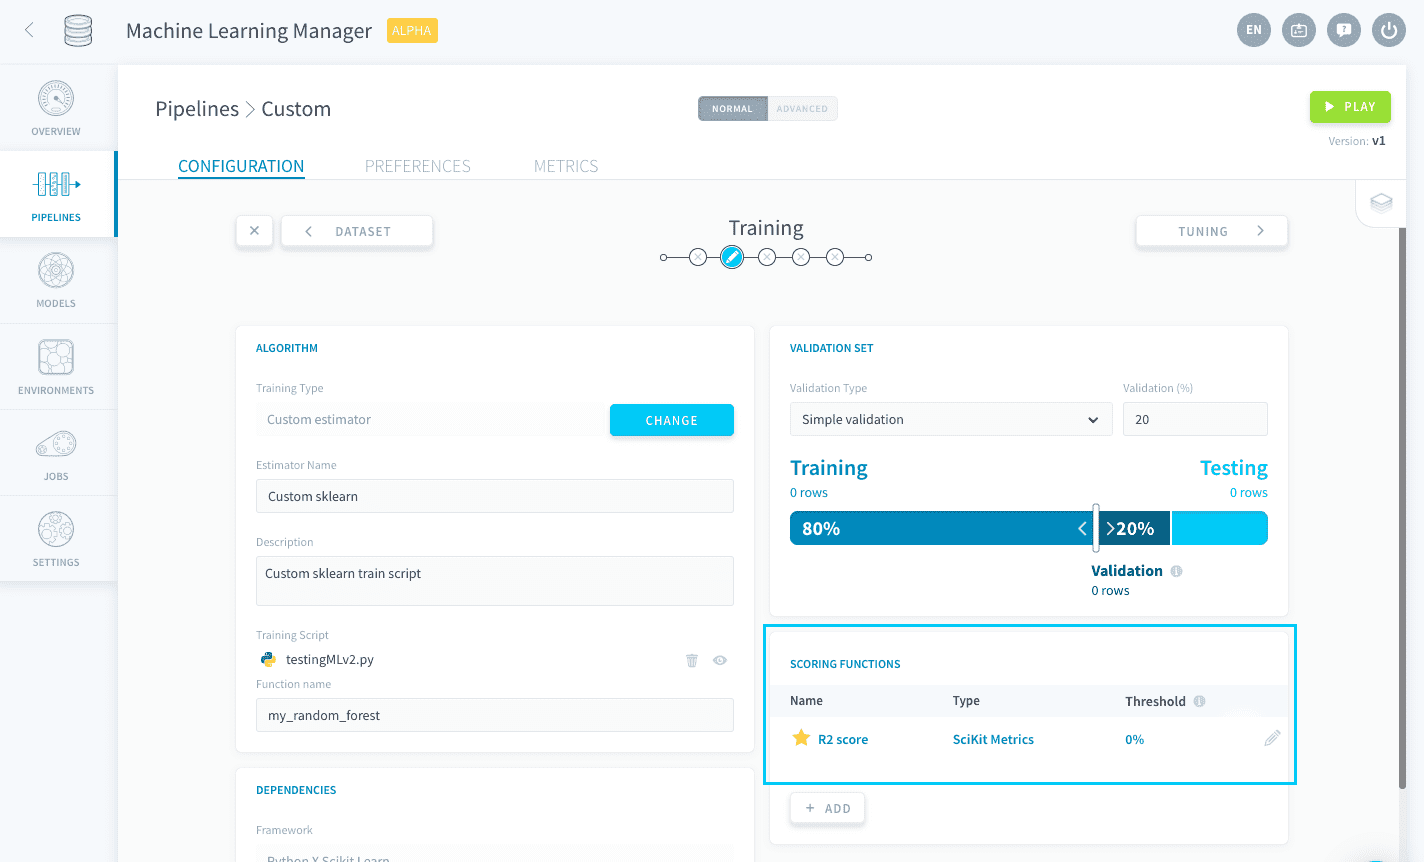 Machine Learning Manager ALPHA
EN
OVERVIEW
PIPELINES
MODELS
ENVIRONMENTS
JOBS
SETTINGS
Pipelines > Custom
NORMAL ADVANCED
PLAY
Version: v1
CONFIGURATION PREFERENCES METRICS
DATASET
Training
TUNING
ALGORITHM
Training Type
Custom estimator
CHANGE
Estimator Name
Custom sklearn
Description
Custom sklearn train script
Training Script
testingMLv2.py
Function name
my_random_forest
DEPENDENCIES
Framework
Python X Scikit Learn
VALIDATION SET
Validation Type Validation (%)
Simple validation 20
Training Testing
0 rows 0 rows
80% 20%
Validation
0 rows
SCORING FUNCTIONS
Name Type Threshold
R2 score SciKit Metrics 0%
+ ADD